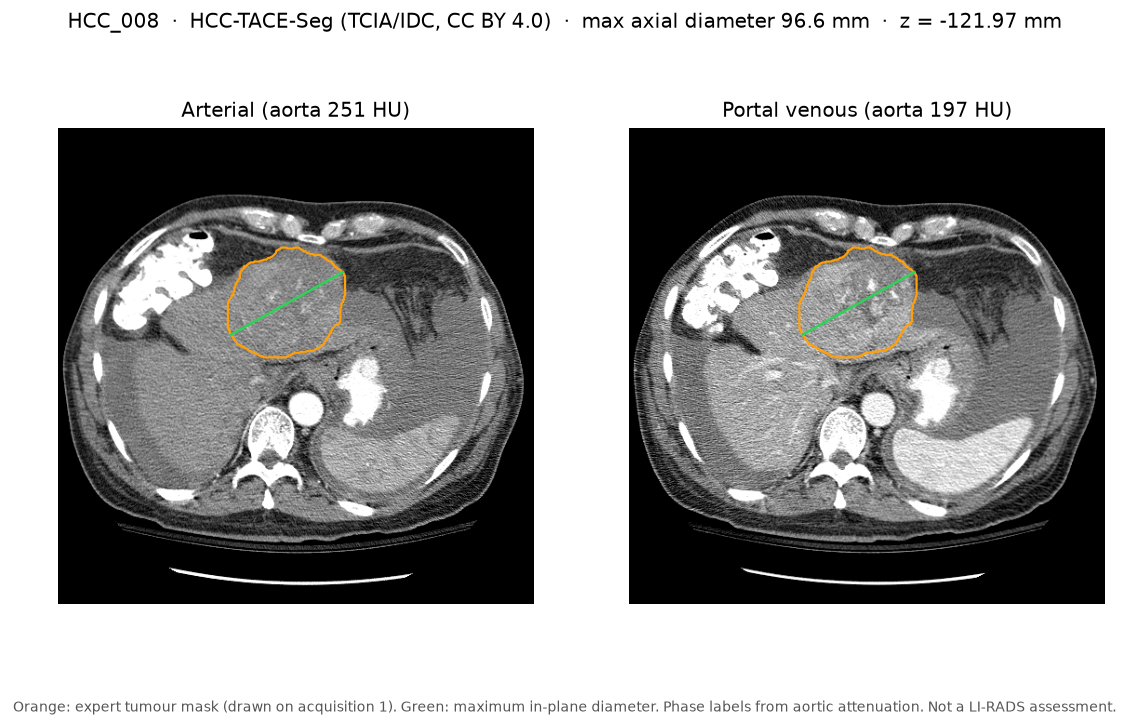 HCC_008  ·  HCC-TACE-Seg (TCIA/IDC, CC BY 4.0)  ·  max axial diameter 96.6 mm  ·  z = -121.97 mm
Arterial (aorta 251 HU)
Portal venous (aorta 197 HU)
Orange: expert tumour mask (drawn on acquisition 1). Green: maximum in-plane diameter. Phase labels from aortic attenuation. Not a LI-RADS assessment.